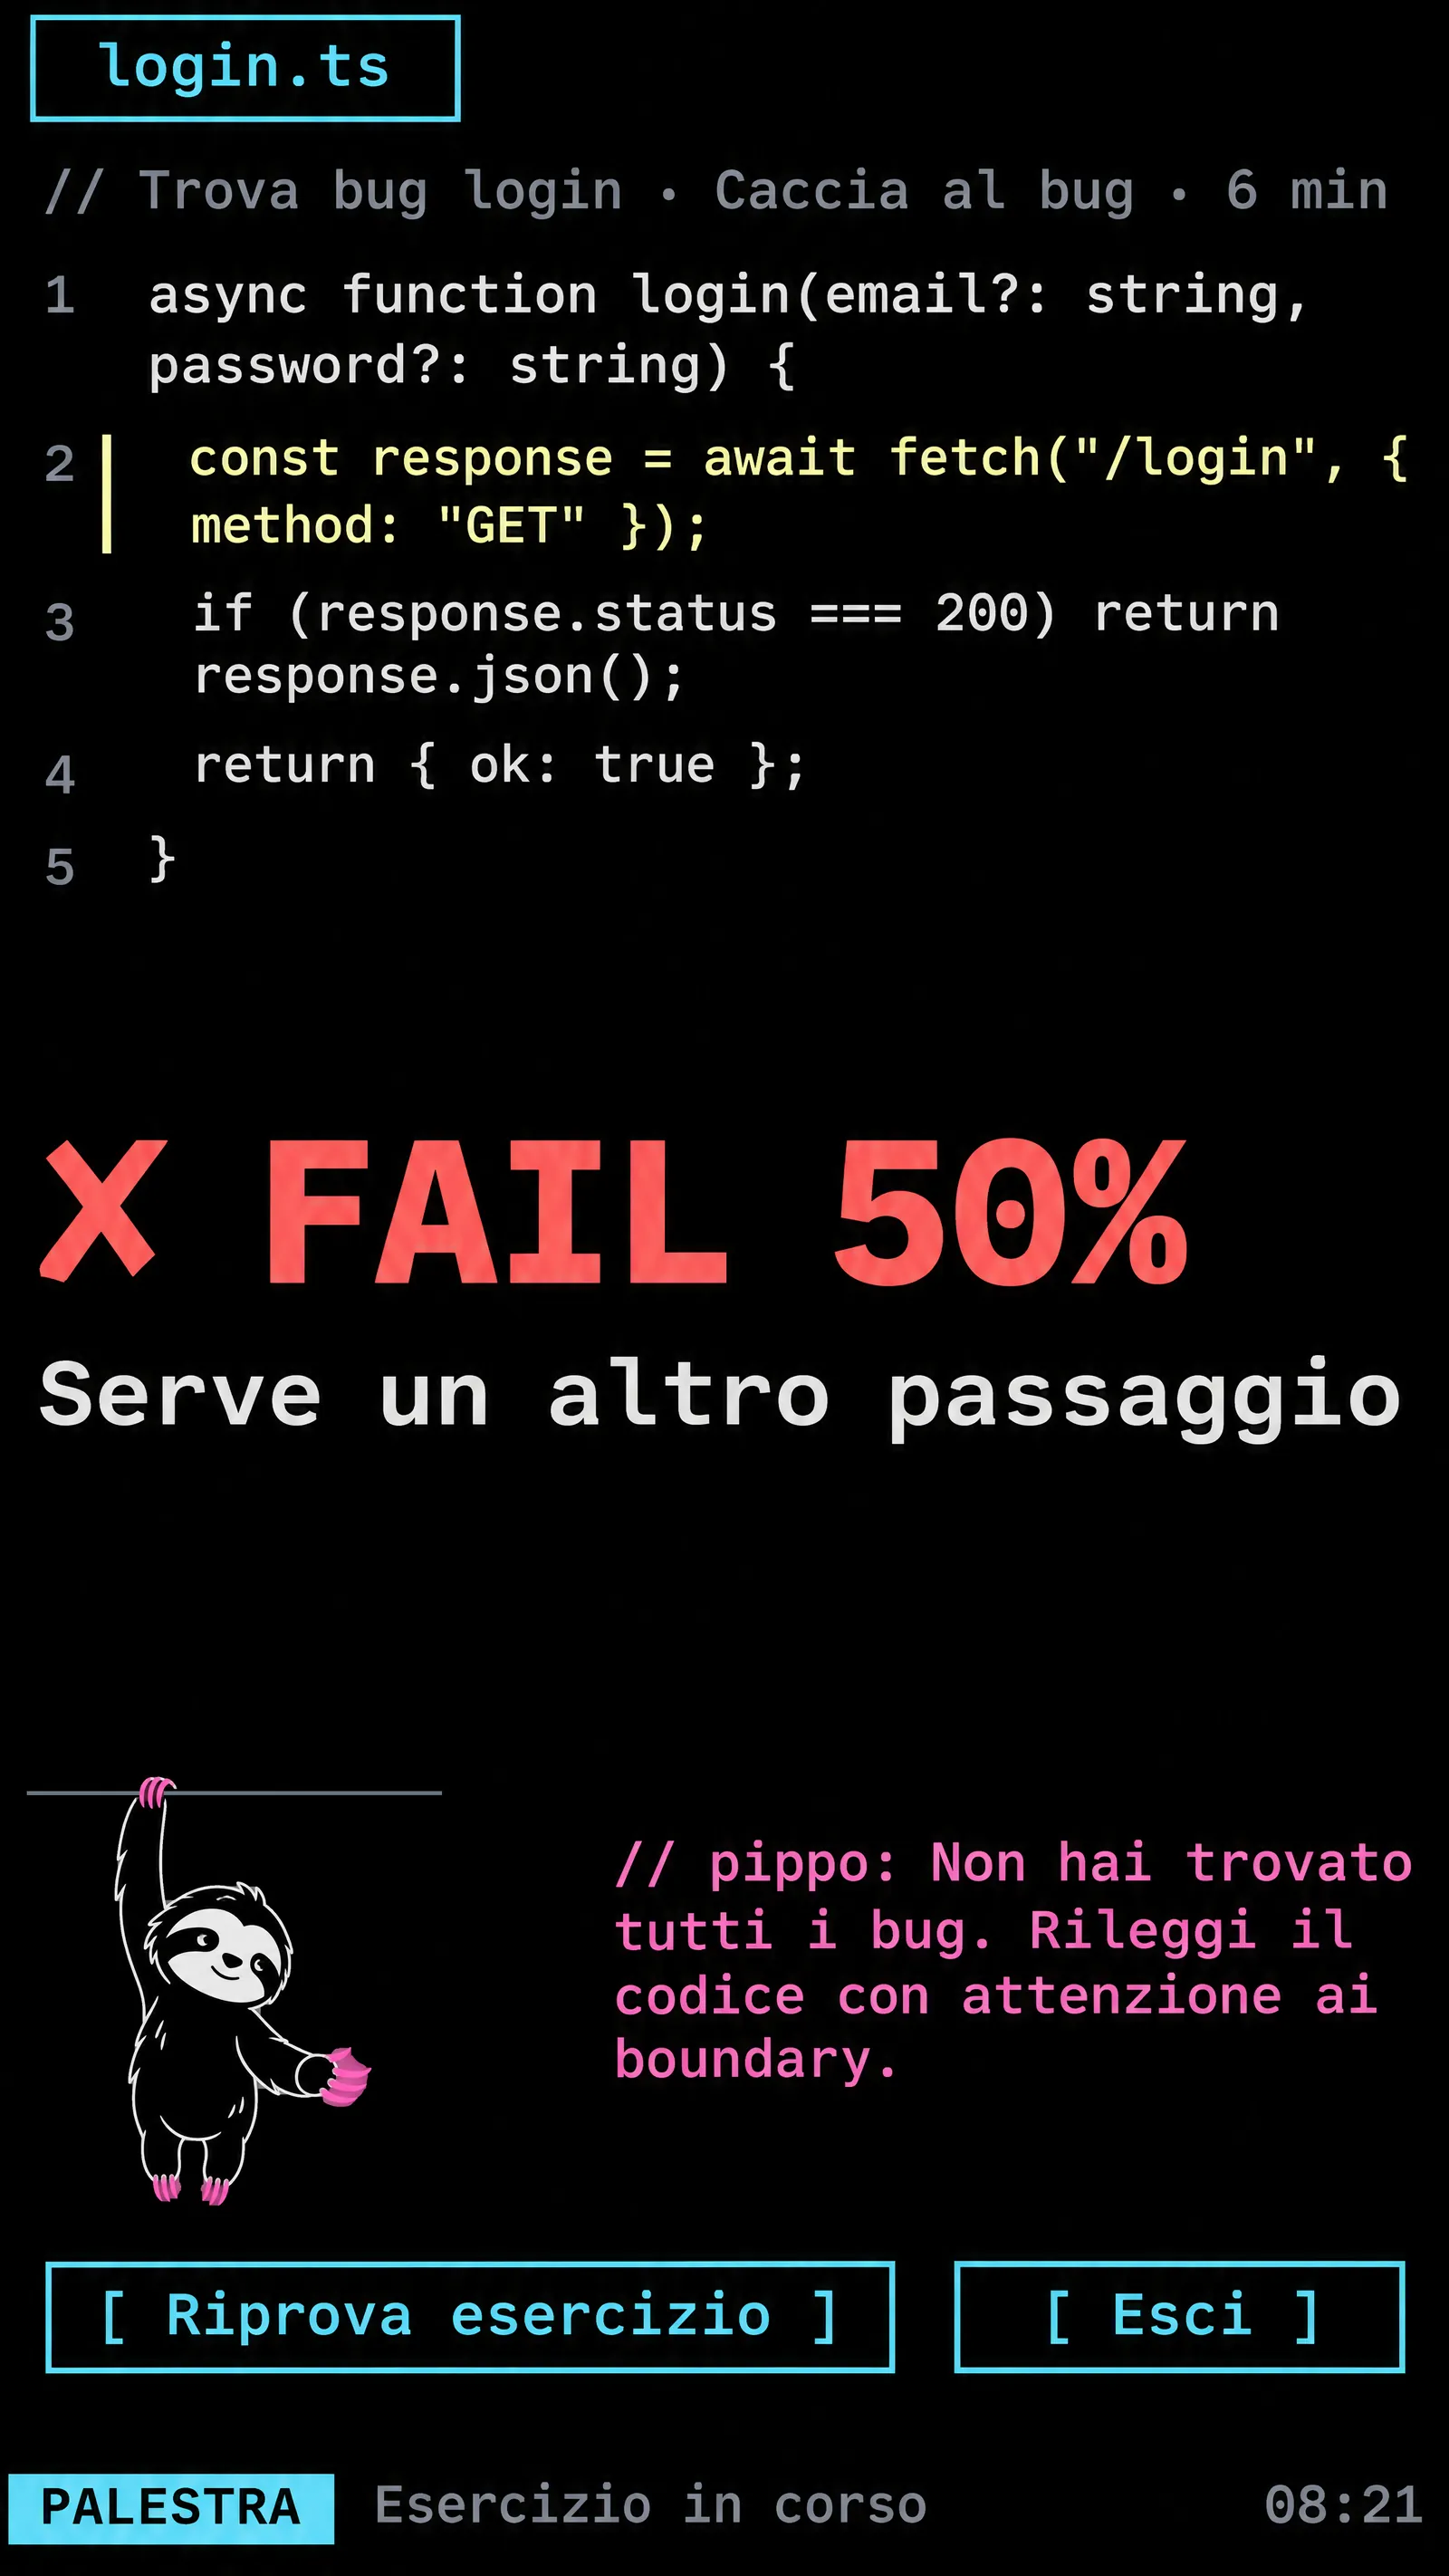 login.ts
// Trova bug login · Caccia al bug · 6 min
1 async function login(email?: string,
password?: string) {
2 const response = await fetch("/login", {
method: "GET" });
3 if (response.status === 200) return
response.json();
4 return { ok: true };
5 }
X FAIL 50%
Serve un altro passaggio
// pippo: Non hai trovato
tutti i bug. Rileggi il
codice con attenzione ai
boundary.
[ Riprova esercizio ] [ Esci ]
PALESTRA Esercizio in corso 08:21